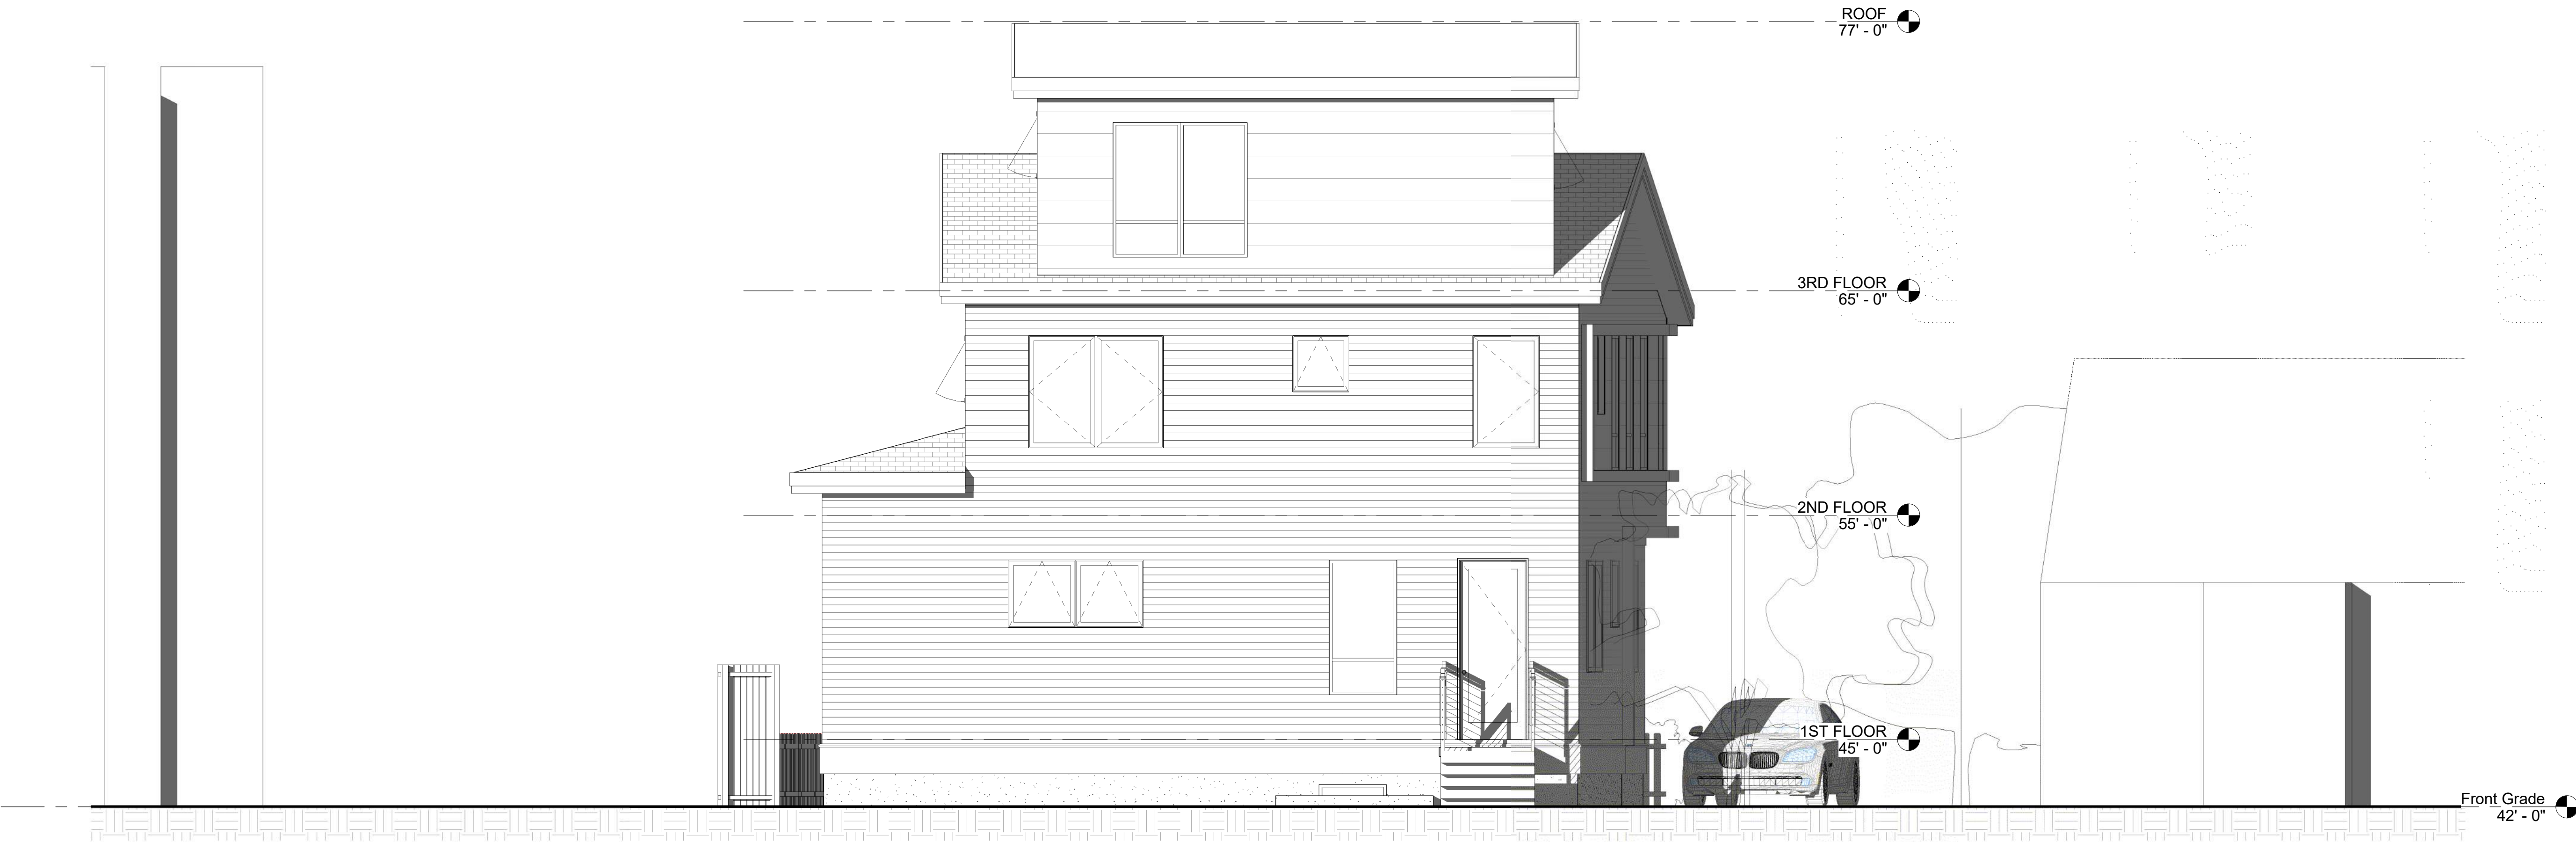 ROOF
77' - 0"
3RD FLOOR
65' - 0"
2ND FLOOR
55' - 0"
1ST FLOOR
45' - 0"
Front Grade
42' - 0"